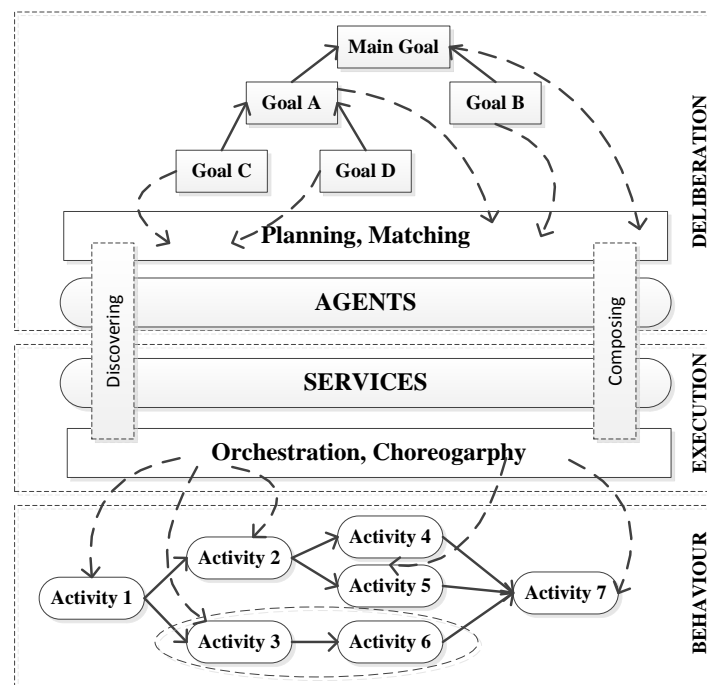 Main Goal
Goal A
Goal B
Goal C
Goal D
DELIBERATION
Planning, Matching
Discovering
AGENTS
Composing
SERVICES
EXECUTION
Orchestration, Choreogarphy
Activity 4
Activity 2
Activity 5
Activity 1
Activity 7
Activity 3
Activity 6
BEHAVIOUR